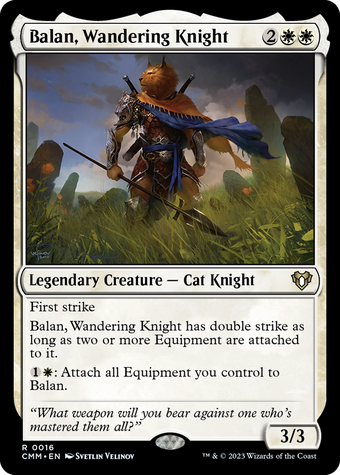 Balan, Wandering Knight 2
Legendary Creature — Cat Knight
First strike
Balan, Wandering Knight has double strike as
long as two or more Equipment are attached
to it.
1: Attach all Equipment you control to
Balan.
“What weapon will you bear against one who’s
mastered them all?”
3/3
R 0016
CMM • EN Svetlin Velinov
™ & © 2023 Wizards of the Coast